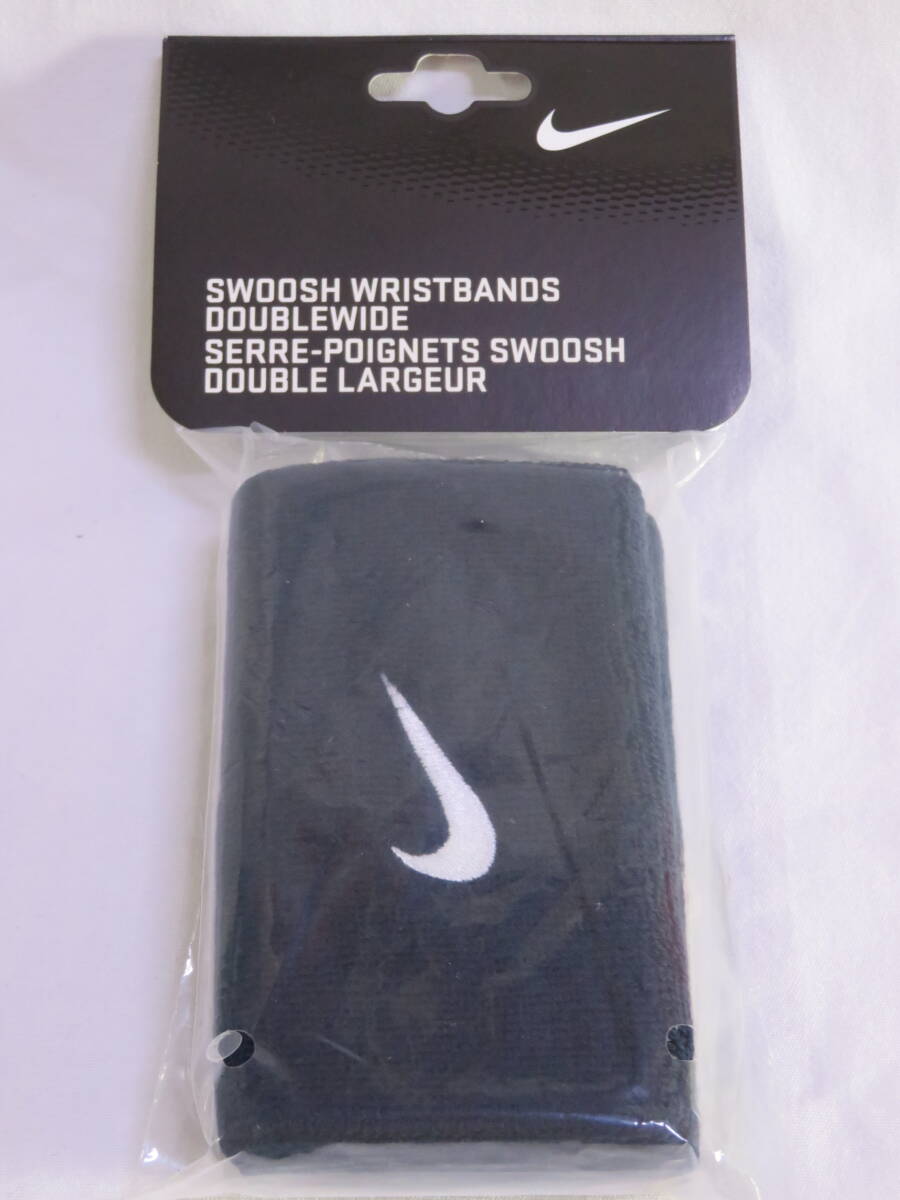 SWOOSH WRISTBANDS
DOUBLEWIDE
SERRE-POIGNETS SWOOSH
DOUBLE LARGEUR